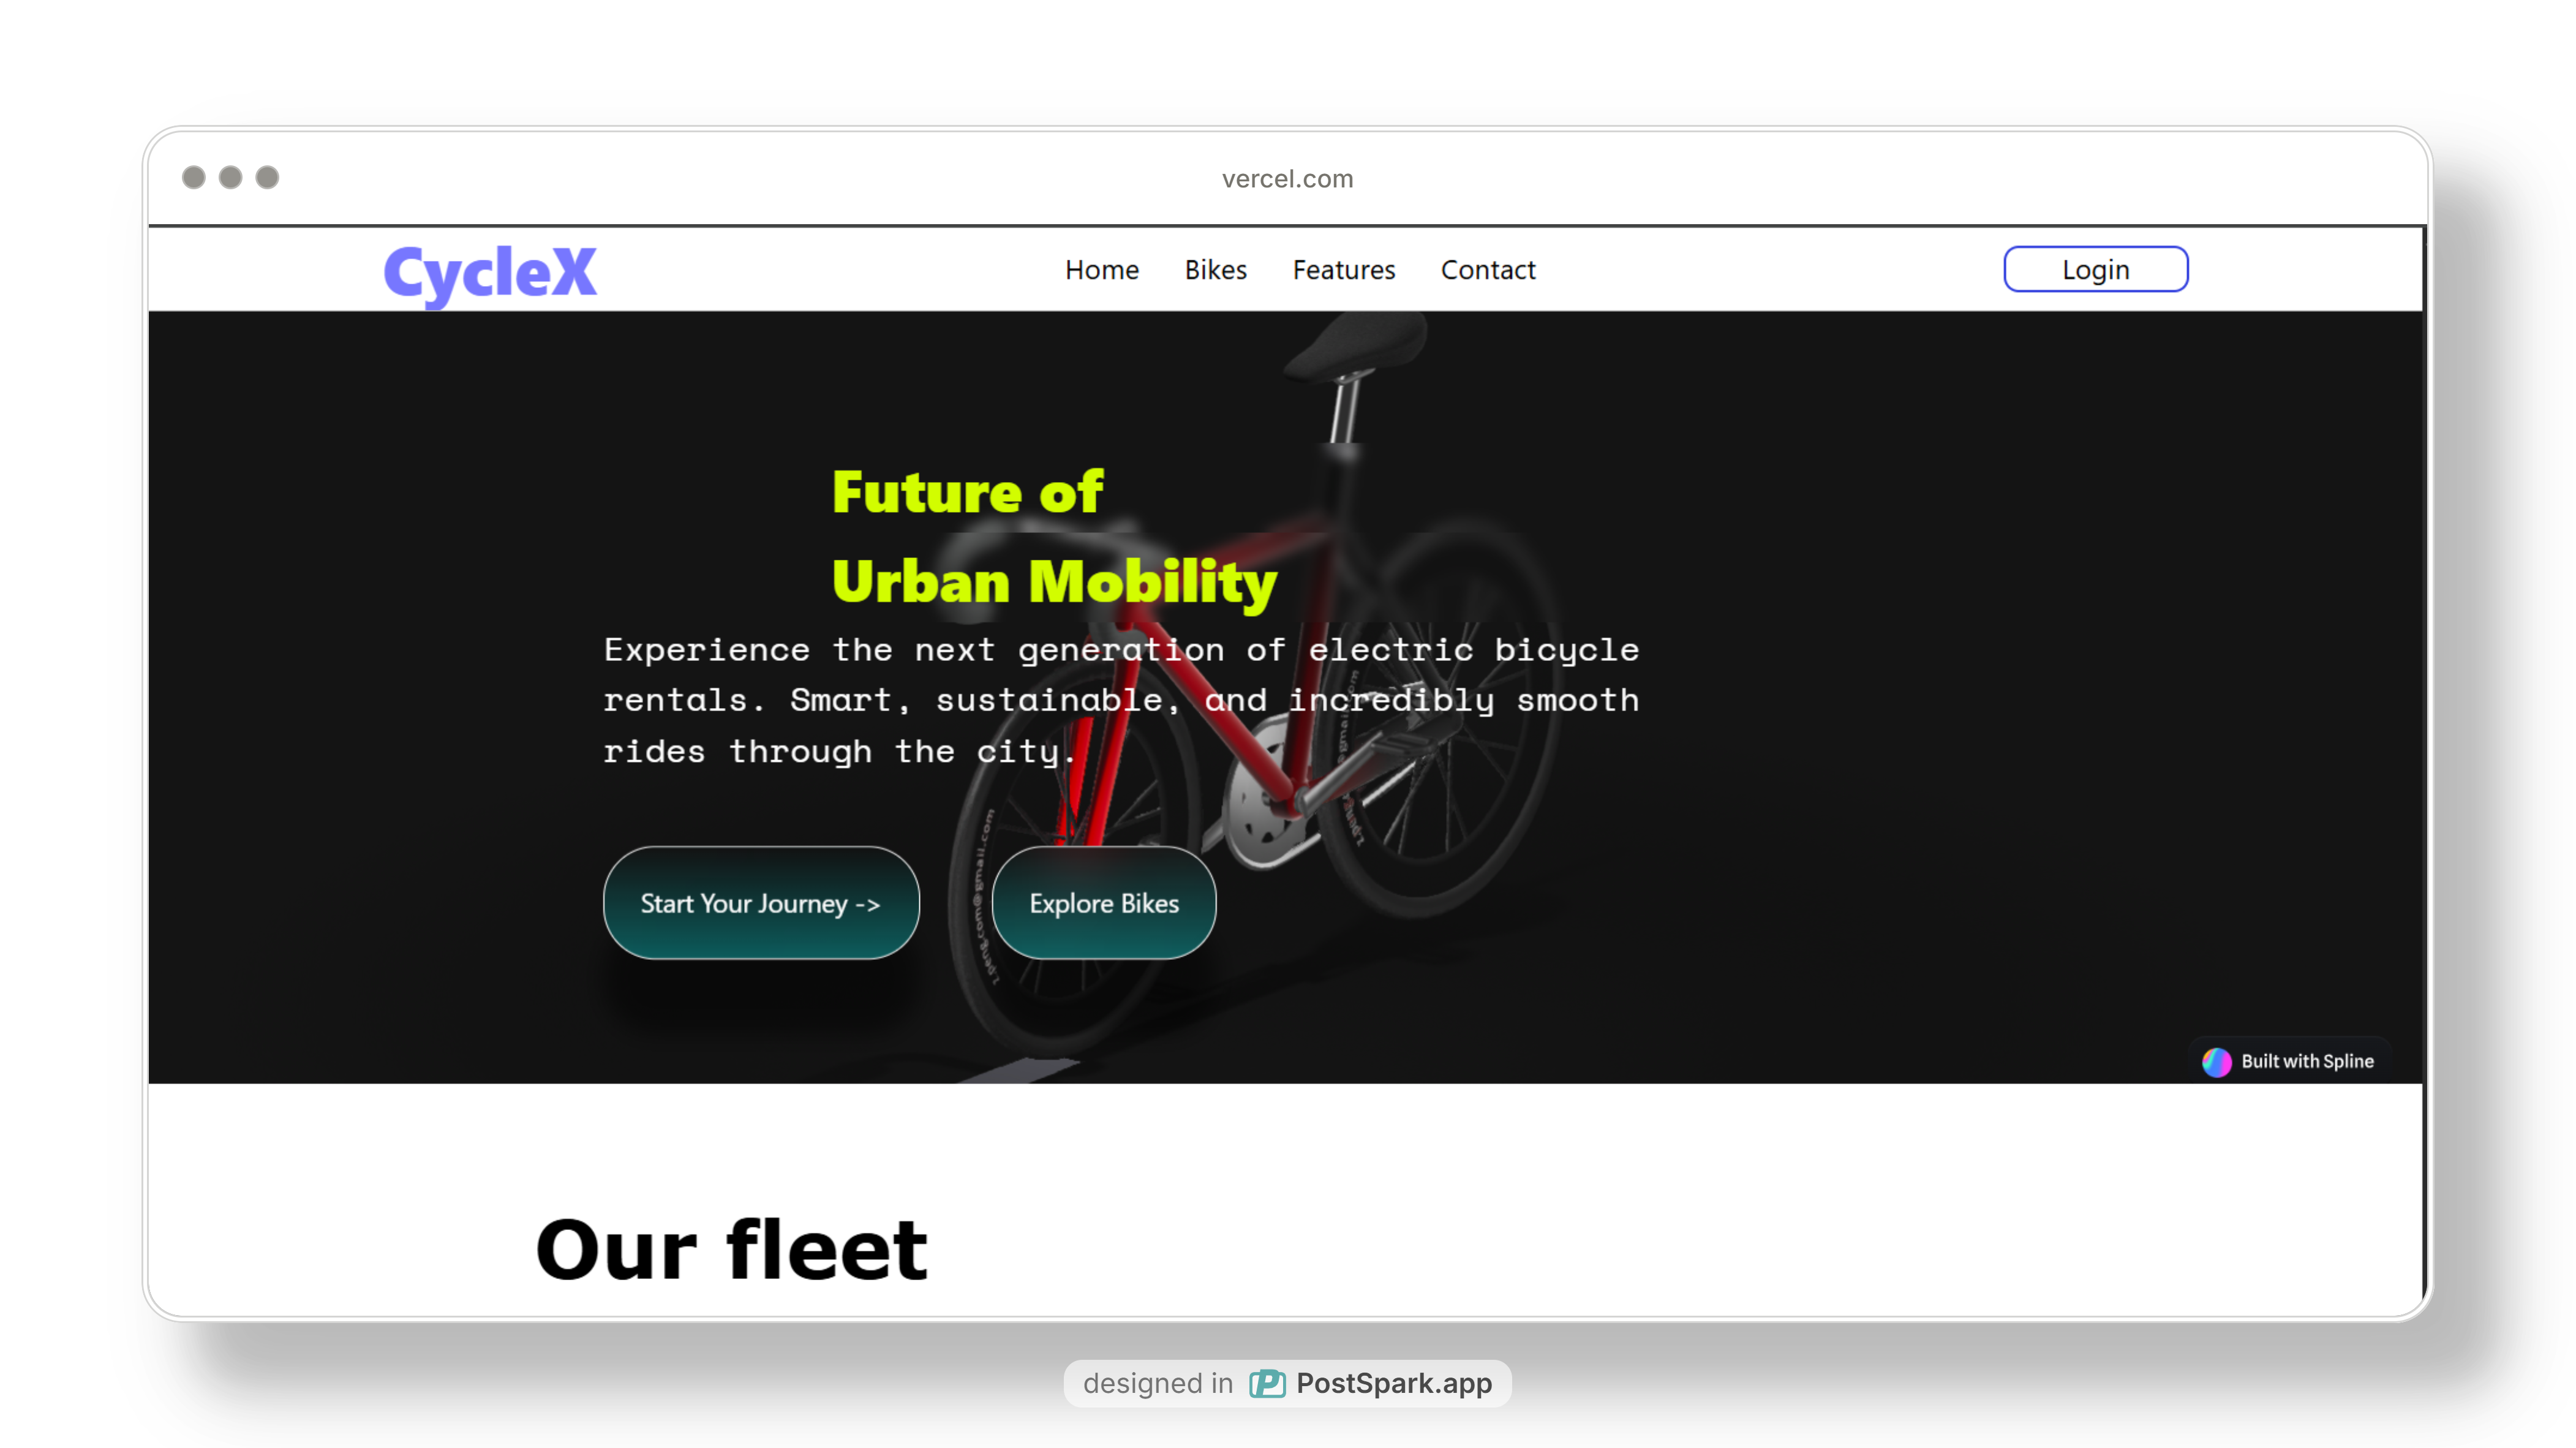 vercel.com
CycleX
Home Bikes Features Contact
Login
Future of
Urban Mobility
Experience the next generation of electric bicycle
rentals. Smart, sustainable, and incredibly smooth
rides through the city.
Start Your Journey ->
Explore Bikes
Built with Spline
Our fleet
designed in PostSpark.app